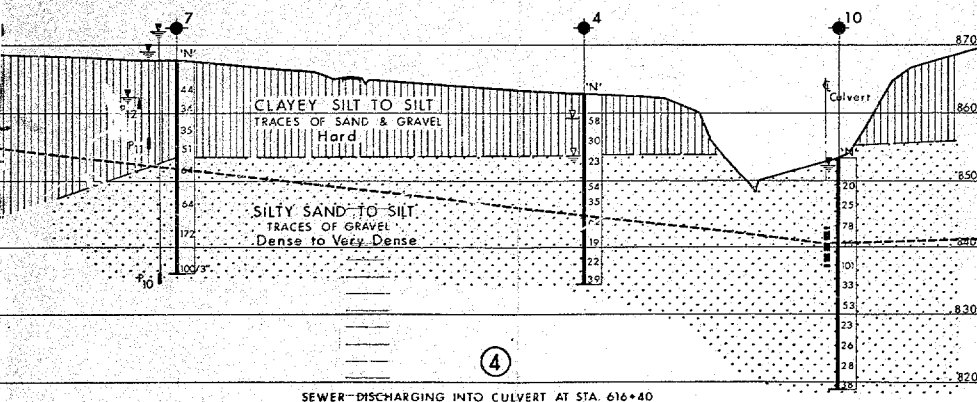 7
4
10
870
'N'
44
CLAYEY SILT TO SILT
TRACES OF SAND & GRAVEL
Hard
35
51
P11
12
'N'
58
30
23
℄
Culvert
860
'N'
64
64
172
100/3"
P10
SILTY SAND TO SILT
TRACES OF GRAVEL
Dense to Very Dense
54
35
19
22
39
850
20
25
78
840
101
33
53
23
26
28
830
820
4
SEWER DISCHARGING INTO CULVERT AT STA. 616+40